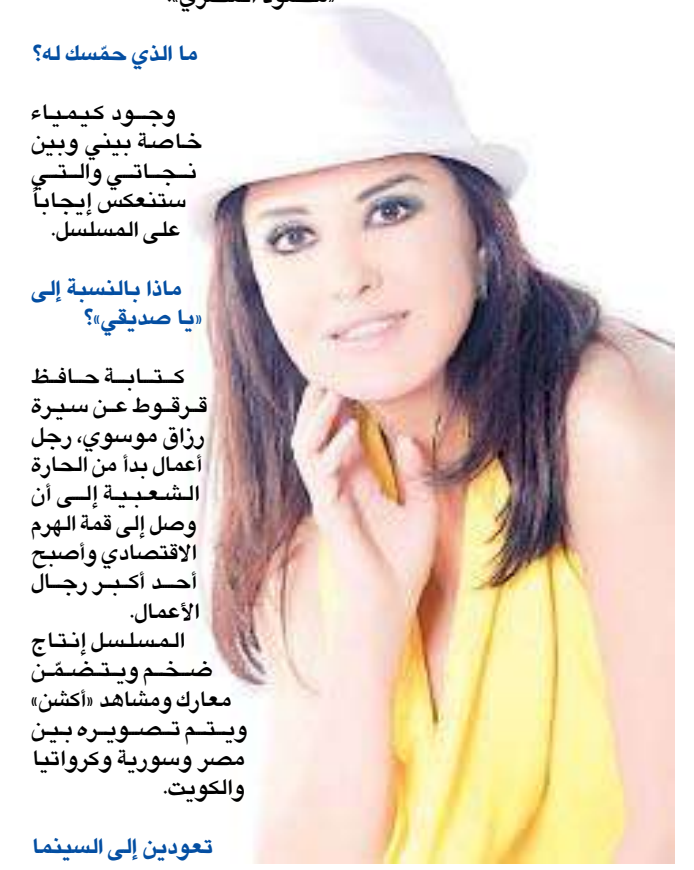 ما الذي حمّسك له؟
وجود كيمياء
خاصة بيني وبين
نجاتي والتي
ستنعكس إيجاباً
على المسلسل.
ماذا بالنسبة إلى
«يا صديقي»؟
كتابة حافظ
قرقوط عن سيرة
رزاق موسوي، رجل
أعمال بدأ من الحارة
الشعبية إلى أن
وصل إلى قمة الهرم
الاقتصادي وأصبح
أحد أكبر رجال
الأعمال.
المسلسل إنتاج
ضخم ويتضمّن
معارك ومشاهد «أكشن»
ويتم تصويره بين
مصر وسورية وكرواتيا
والكويت.
تعودين إلى السينما